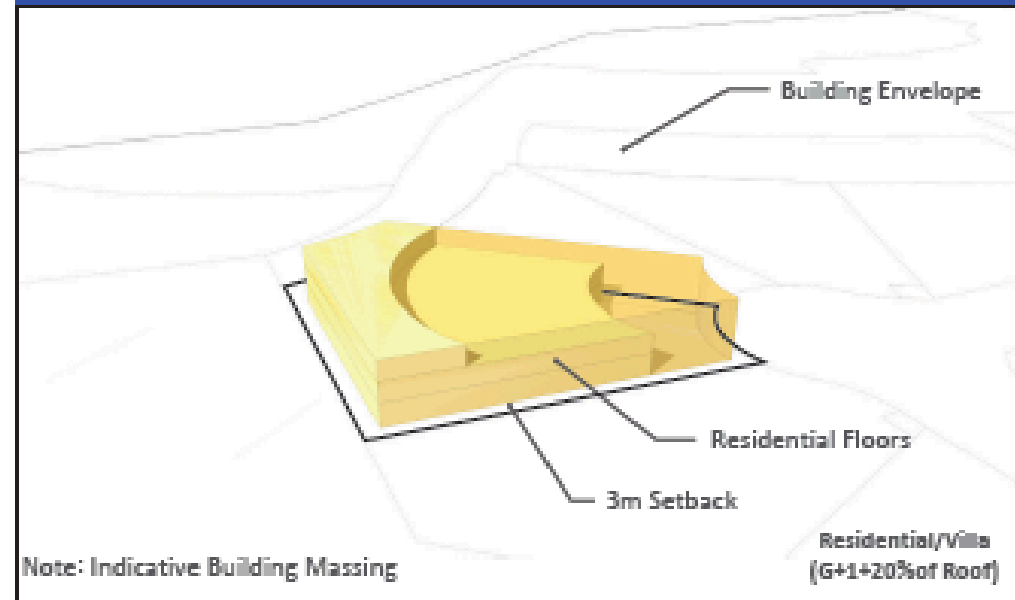 Building Envelope
Residential Floors
3m Setback
Residential/Villa
Note: Indicative Building Massing
(G+1+20%of Roof)